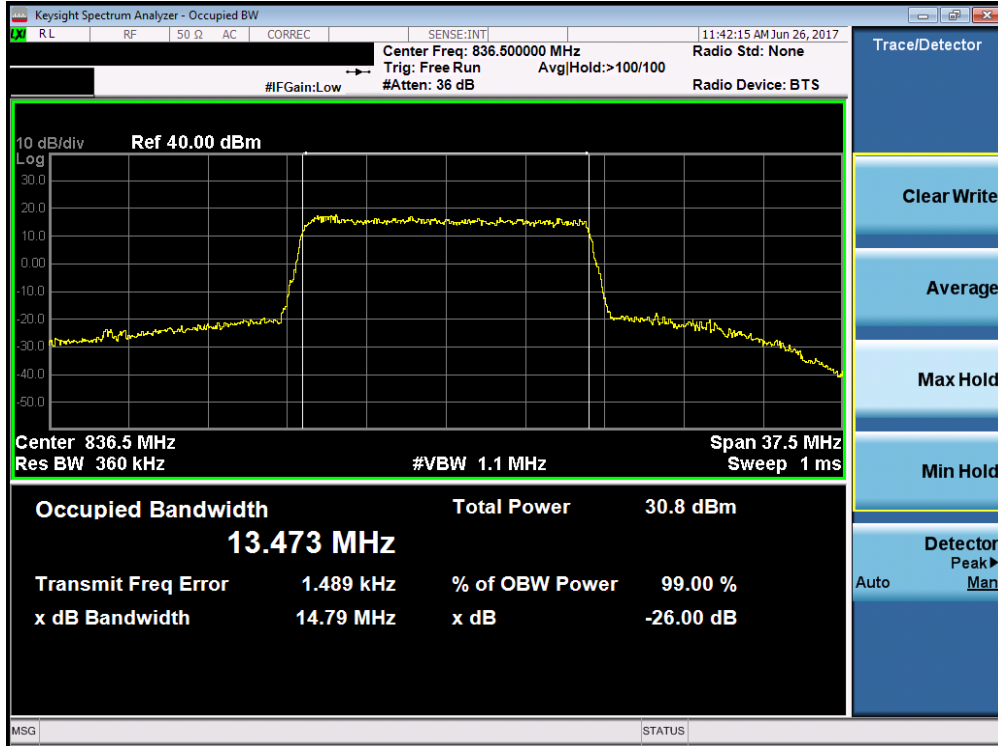 Keysight Spectrum Analyzer - Occupied BW
LXI RL RF 50 Ω AC CORREC SENSE:INT 11:42:15 AM Jun 26, 2017
Center Freq: 836.500000 MHz Radio Std: None
Trig: Free Run Avg|Hold:>100/100
#IFGain:Low #Atten: 36 dB Radio Device: BTS
10 dB/div Ref 40.00 dBm
Log
30.0
20.0
10.0
0.00
-10.0
-20.0
-30.0
-40.0
-50.0
Center 836.5 MHz Span 37.5 MHz
Res BW 360 kHz #VBW 1.1 MHz Sweep 1 ms
Occupied Bandwidth Total Power 30.8 dBm
13.473 MHz
Transmit Freq Error 1.489 kHz % of OBW Power 99.00 %
x dB Bandwidth 14.79 MHz x dB -26.00 dB
MSG STATUS
Trace/Detector
Clear Write
Average
Max Hold
Min Hold
Detector
Peak
Auto Man